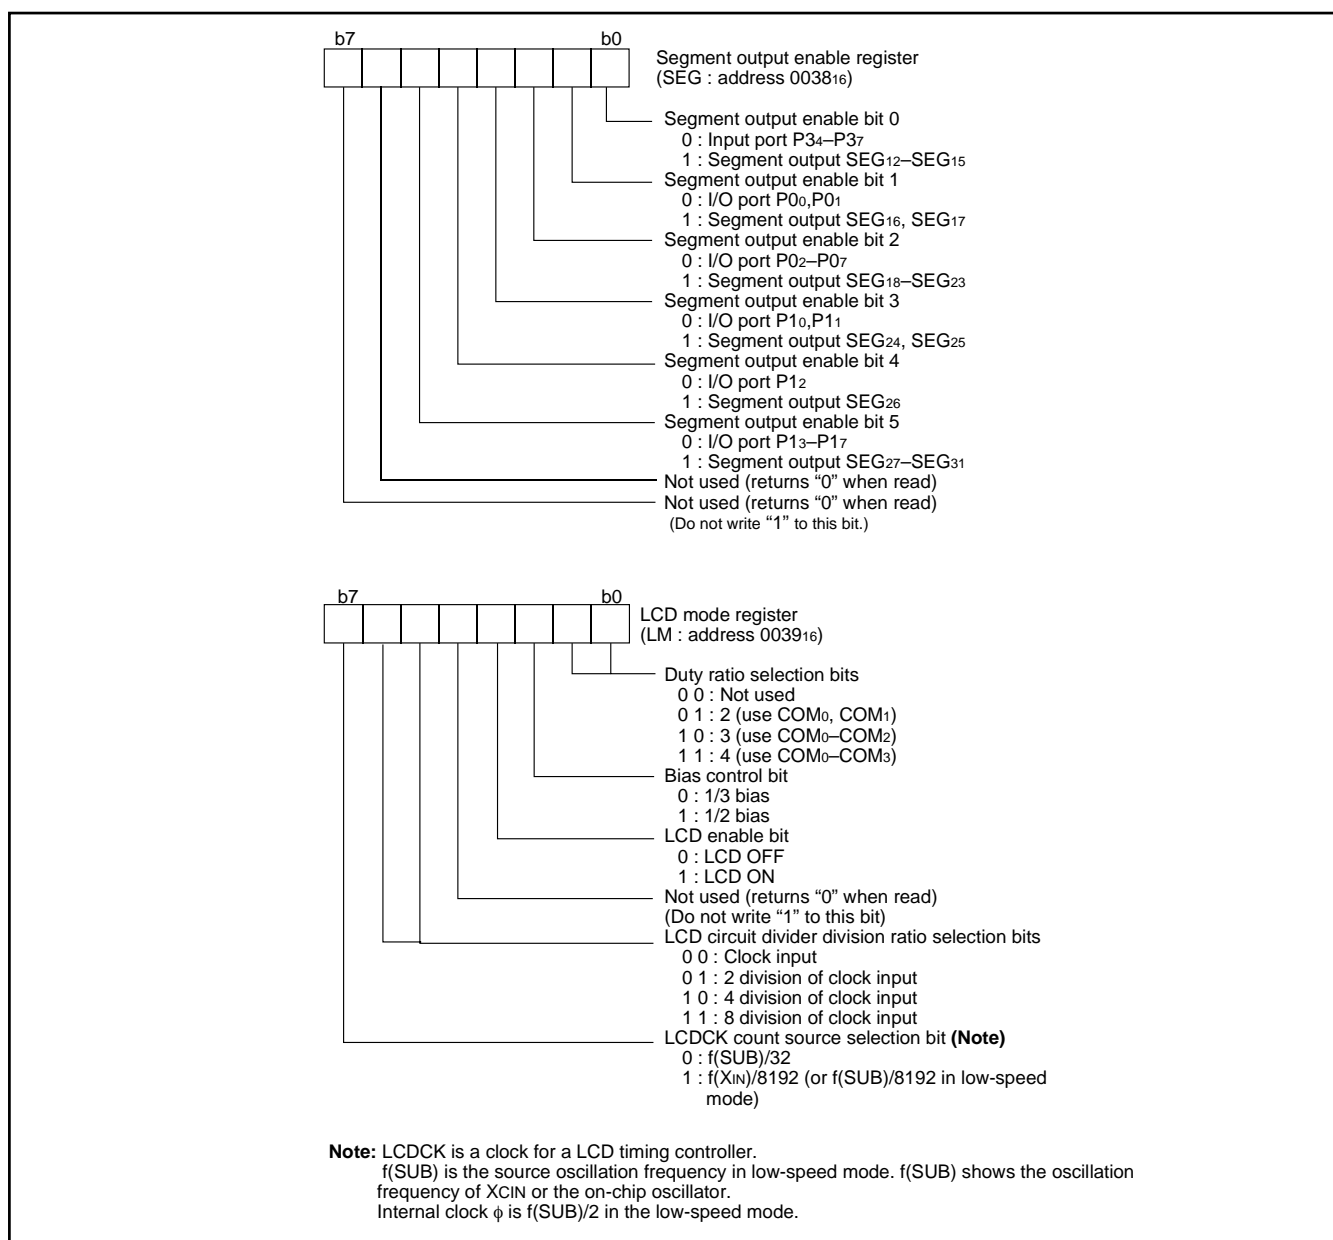 b7 b0
Segment output enable register
(SEG : address 003816)
Segment output enable bit 0
0 : Input port P34–P37
1 : Segment output SEG12–SEG15
Segment output enable bit 1
0 : I/O port P00,P01
1 : Segment output SEG16, SEG17
Segment output enable bit 2
0 : I/O port P02–P07
1 : Segment output SEG18–SEG23
Segment output enable bit 3
0 : I/O port P10,P11
1 : Segment output SEG24, SEG25
Segment output enable bit 4
0 : I/O port P12
1 : Segment output SEG26
Segment output enable bit 5
0 : I/O port P13–P17
1 : Segment output SEG27–SEG31
Not used (returns “0” when read)
Not used (returns “0” when read)
(Do not write “1” to this bit.)
b7 b0
LCD mode register
(LM : address 003916)
Duty ratio selection bits
0 0 : Not used
0 1 : 2 (use COM0, COM1)
1 0 : 3 (use COM0–COM2)
1 1 : 4 (use COM0–COM3)
Bias control bit
0 : 1/3 bias
1 : 1/2 bias
LCD enable bit
0 : LCD OFF
1 : LCD ON
Not used (returns “0” when read)
(Do not write “1” to this bit)
LCD circuit divider division ratio selection bits
0 0 : Clock input
0 1 : 2 division of clock input
1 0 : 4 division of clock input
1 1 : 8 division of clock input
LCDCK count source selection bit (Note)
0 : f(SUB)/32
1 : f(XIN)/8192 (or f(SUB)/8192 in low-speed
mode)
Note: LCDCK is a clock for a LCD timing controller.
f(SUB) is the source oscillation frequency in low-speed mode. f(SUB) shows the oscillation
frequency of XCIN or the on-chip oscillator.
Internal clock ϕ is f(SUB)/2 in the low-speed mode.